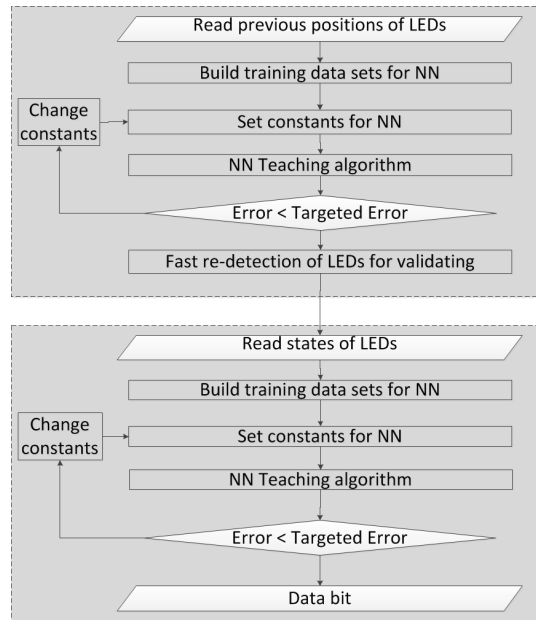 Read previous positions of LEDs
Build training data sets for NN
Change
constants
Set constants for NN
NN Teaching algorithm
Error < Targeted Error
Fast re-detection of LEDs for validating
Read states of LEDs
Build training data sets for NN
Change
constants
Set constants for NN
NN Teaching algorithm
Error < Targeted Error
Data bit